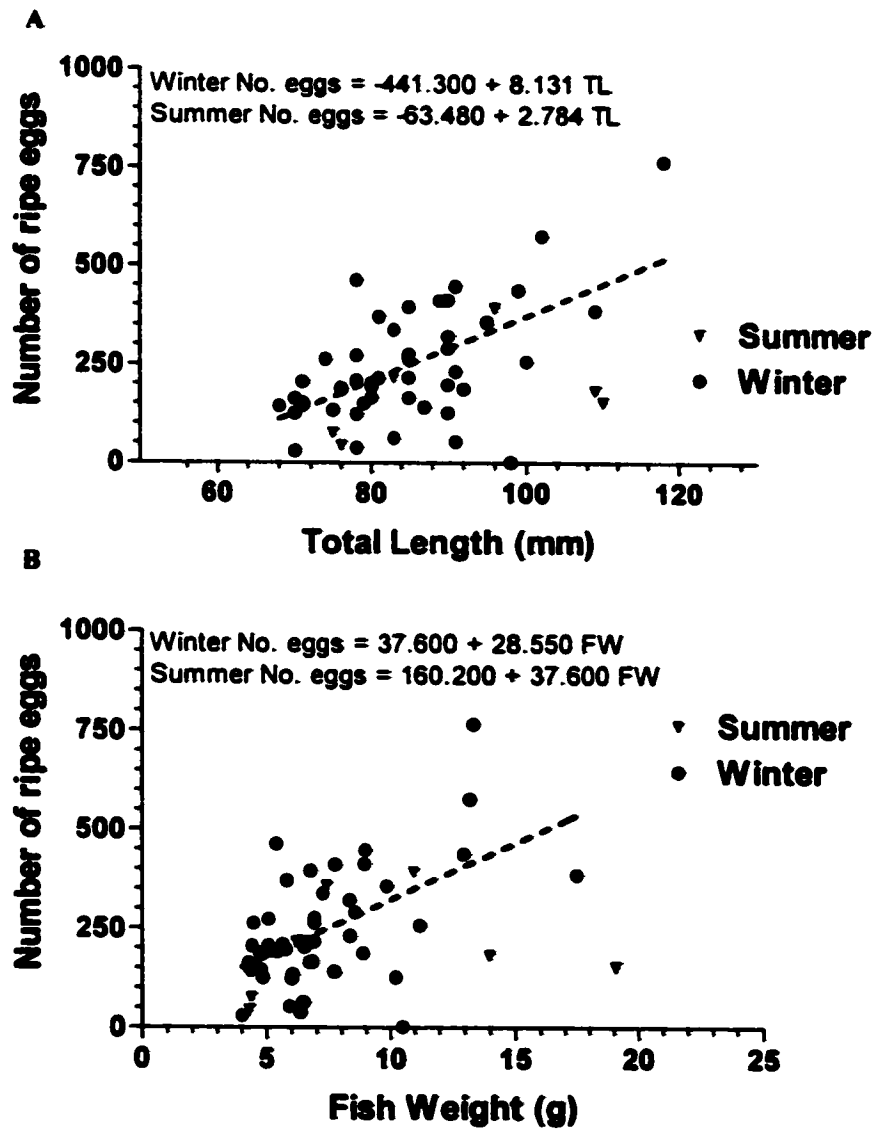 A
1000
Winter No. eggs = -441.300 + 8.131 TL
Summer No. eggs = -63.480 + 2.784 TL
750
500
250
0
Number of ripe eggs
Summer
Winter
60 80 100 120
Total Length (mm)
B
1000
Winter No. eggs = 37.600 + 28.550 FW
Summer No. eggs = 160.200 + 37.600 FW
750
500
250
0
Number of ripe eggs
Summer
Winter
0 5 10 15 20 25
Fish Weight (g)